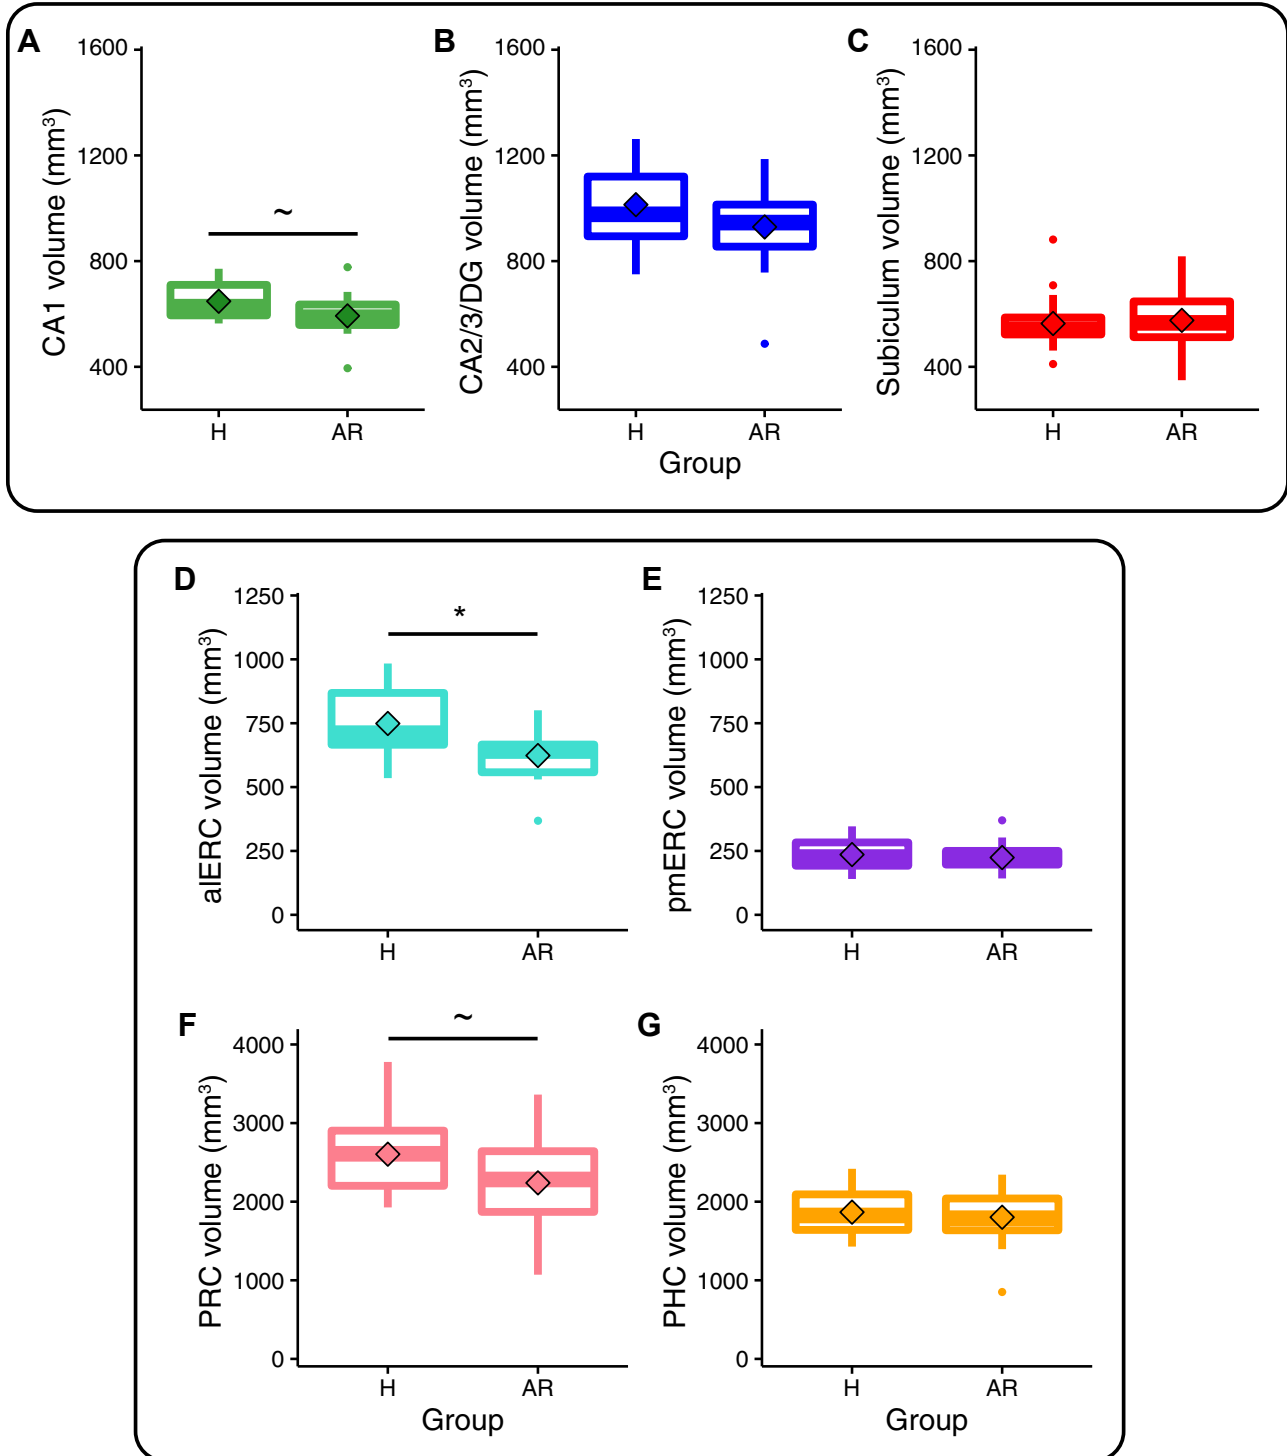 A
1600
1200
800
400
CA1 volume (mm³)
~
H AR
B
1600
1200
800
400
CA2/3/DG volume (mm³)
H AR
Group
C
1600
1200
800
400
Subiculum volume (mm³)
H AR
D
1250
1000
750
500
250
0
alERC volume (mm³)
*
H AR
E
1250
1000
750
500
250
0
pmERC volume (mm³)
H AR
F
4000
3000
2000
1000
0
PRC volume (mm³)
~
H AR
Group
G
4000
3000
2000
1000
0
PHC volume (mm³)
H AR
Group